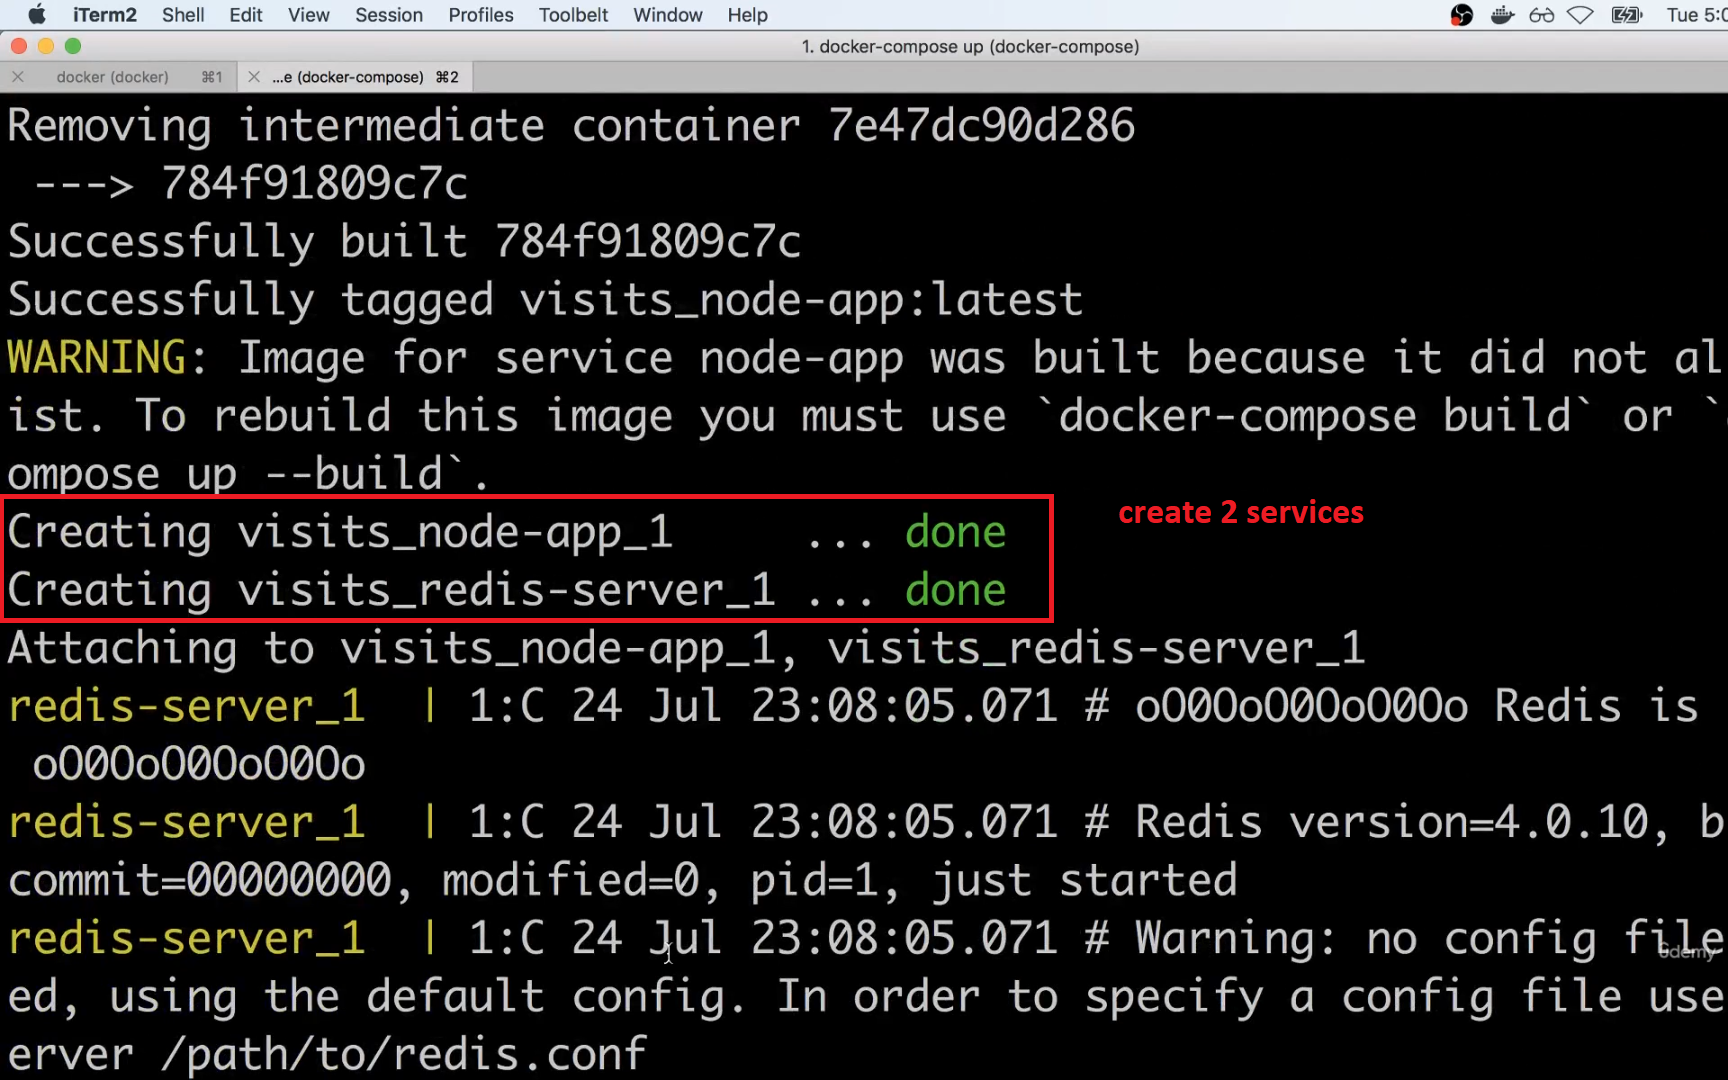 iTerm2 Shell Edit View Session Profiles Toolbelt Window Help Tue 5:0
1. docker-compose up (docker-compose)
docker (docker) ⌘1 ...e (docker-compose) ⌘2
Removing intermediate container 7e47dc90d286
---> 784f91809c7c
Successfully built 784f91809c7c
Successfully tagged visits_node-app:latest
WARNING: Image for service node-app was built because it did not al
ist. To rebuild this image you must use `docker-compose build` or `
ompose up --build`.
Creating visits_node-app_1 ... done
create 2 services
Creating visits_redis-server_1 ... done
Attaching to visits_node-app_1, visits_redis-server_1
redis-server_1 | 1:C 24 Jul 23:08:05.071 # oO0OoO0OoO0Oo Redis is
oO0OoO0OoO0Oo
redis-server_1 | 1:C 24 Jul 23:08:05.071 # Redis version=4.0.10, b
commit=00000000, modified=0, pid=1, just started
redis-server_1 | 1:C 24 Jul 23:08:05.071 # Warning: no config file
Udemy
ed, using the default config. In order to specify a config file use
erver /path/to/redis.conf